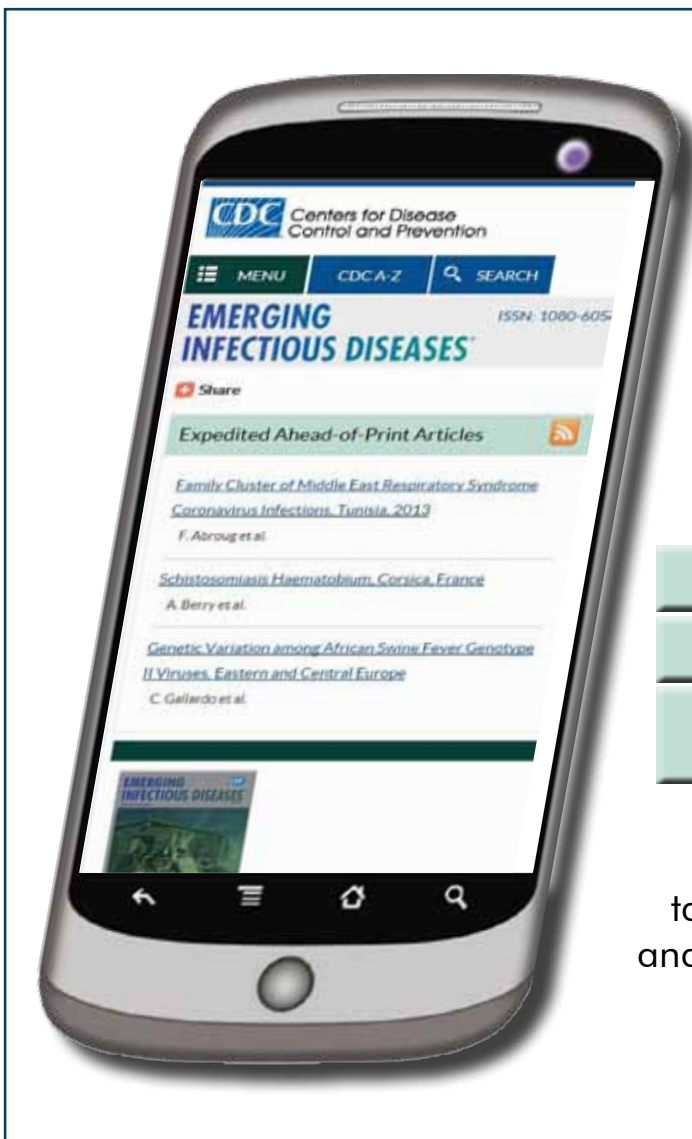 CDC Centers for Disease
Control and Prevention
MENU CDC A-Z SEARCH
EMERGING
INFECTIOUS DISEASES
ISSN: 1080-605
Share
Expedited Ahead-of-Print Articles
Family Cluster of Middle East Respiratory Syndrome
Coronavirus Infections, Tunisia, 2013
F. Abroug et al.
Schistosomiasis Haematobium, Corsica, France
A. Berry et al.
Genetic Variation among African Swine Fever Genotype
II Viruses, Eastern and Central Europe
C. Gallardo et al.
EMERGING
INFECTIOUS DISEASES
to
and